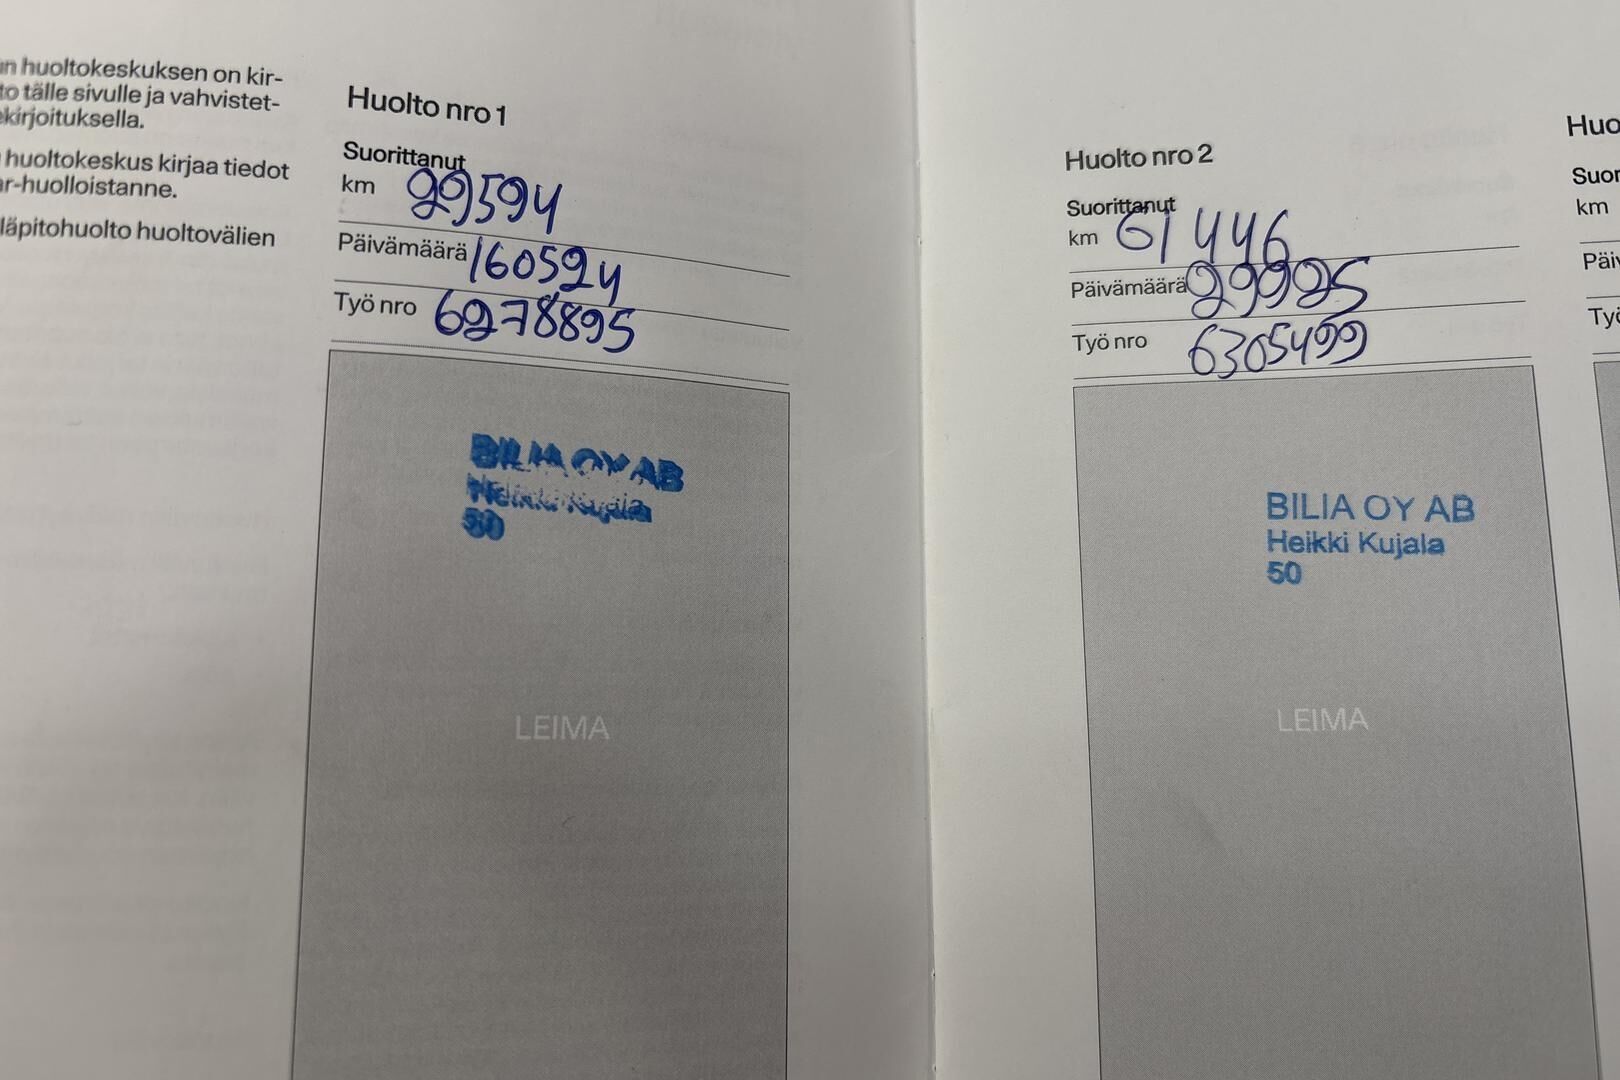 n huoltokeskuksen on kir-
to tälle sivulle ja vahvistet-
ekirjoituksella.
huoltokeskus kirjaa tiedot
ar-huolloistanne.
läpitohuolto huoltovälien
Huolto nro 1
Suorittanut
km 29594
Päivämäärä 160524
Työ nro 6278895
BILIA OY AB
Heikki Kujala
50
LEIMA
Huolto nro 2
Suorittanut
km 61446
Päivämäärä 29925
Työ nro 6305499
BILIA OY AB
Heikki Kujala
50
LEIMA
Huo
Suor
km
Päiv
Työ